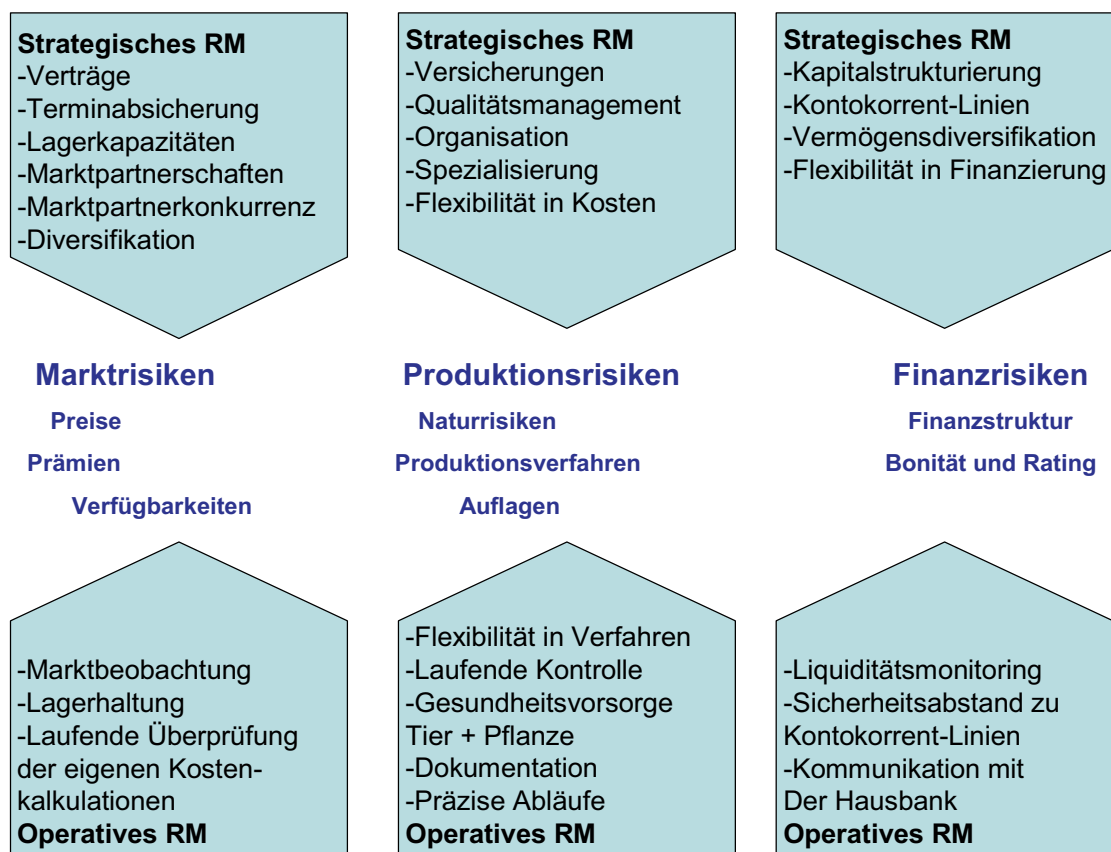 Strategisches RM
-Verträge
-Terminabsicherung
-Lagerkapazitäten
-Marktpartnerschaften
-Marktpartnerkonkurrenz
-Diversifikation
Strategisches RM
-Versicherungen
-Qualitätsmanagement
-Organisation
-Spezialisierung
-Flexibilität in Kosten
Strategisches RM
-Kapitalstrukturierung
-Kontokorrent-Linien
-Vermögensdiversifikation
-Flexibilität in Finanzierung
Marktrisiken
Preise
Prämien
Verfügbarkeiten
Produktionsrisiken
Naturrisiken
Produktionsverfahren
Auflagen
Finanzrisiken
Finanzstruktur
Bonität und Rating
-Marktbeobachtung
-Lagerhaltung
-Laufende Überprüfung
der eigenen Kosten-
kalkulationen
Operatives RM
-Flexibilität in Verfahren
-Laufende Kontrolle
-Gesundheitsvorsorge
Tier + Pflanze
-Dokumentation
-Präzise Abläufe
Operatives RM
-Liquiditätsmonitoring
-Sicherheitsabstand zu
Kontokorrent-Linien
-Kommunikation mit
Der Hausbank
Operatives RM